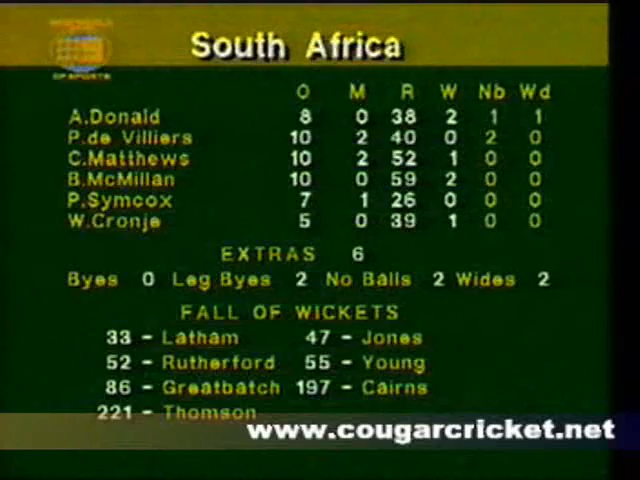 South Africa
O M R W Nb Wd
A.Donald 8 0 38 2 1 1
P.de Villiers 10 2 40 0 2 0
C.Matthews 10 2 52 1 0 0
B.McMillan 10 0 59 2 0 0
P.Symcox 7 1 26 0 0 0
W.Cronje 5 0 39 1 0 0
EXTRAS 6
Byes 0 Leg Byes 2 No Balls 2 Wides 2
FALL OF WICKETS
33 - Latham 47 - Jones
52 - Rutherford 55 - Young
86 - Greatbatch 197 - Cairns
221 - Thomson
www.cougarcricket.net